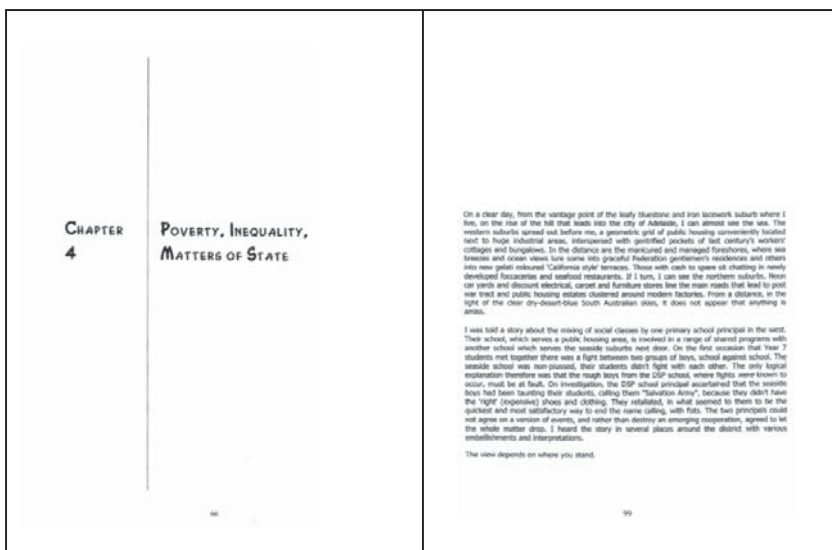 CHAPTER
4
POVERTY, INEQUALITY,
MATTERS OF STATE
66
On a clear day, from the vantage point of the leafy bluestone and iron lacework suburb where I
live, on the rise of the hill that leads into the city of Adelaide, I can almost see the sea. The
western suburbs spread out before me, a geometric grid of public housing conveniently located
next to huge industrial areas, interspersed with gentrified pockets of last century's workers'
cottages and bungalows. In the distance are the manicured and managed foreshores, where sea
breezes and ocean views lure some into graceful Federation gentlemen's residences and others
into new gelati coloured 'California style' terraces. Those with cash to spare sit chatting in newly
developed foccacerias and seafood restaurants. If I turn, I can see the northern suburbs. Neon
car yards and discount electrical, carpet and furniture stores line the main roads that lead to post
war tract and public housing estates clustered around modern factories. From a distance, in the
light of the clear dry-desert-blue South Australian skies, it does not appear that anything is
amiss.
I was told a story about the mixing of social classes by one primary school principal in the west.
Their school, which serves a public housing area, is involved in a range of shared programs with
another school which serves the seaside suburbs next door. On the first occasion that Year 7
students met together there was a fight between two groups of boys, school against school. The
seaside school was non-plussed, their students didn't fight with each other. The only logical
explanation therefore was that the rough boys from the DSP school, where fights were known to
occur, must be at fault. On investigation, the DSP school principal ascertained that the seaside
boys had been taunting their students, calling them "Salvation Army", because they didn't have
the 'right' (expensive) shoes and clothing. They retaliated, in what seemed to them to be the
quickest and most satisfactory way to end the name calling, with fists. The two principals could
not agree on a version of events, and rather than destroy an emerging cooperation, agreed to let
the whole matter drop. I heard the story in several places around the district with various
embellishments and interpretations.
The view depends on where you stand.
99